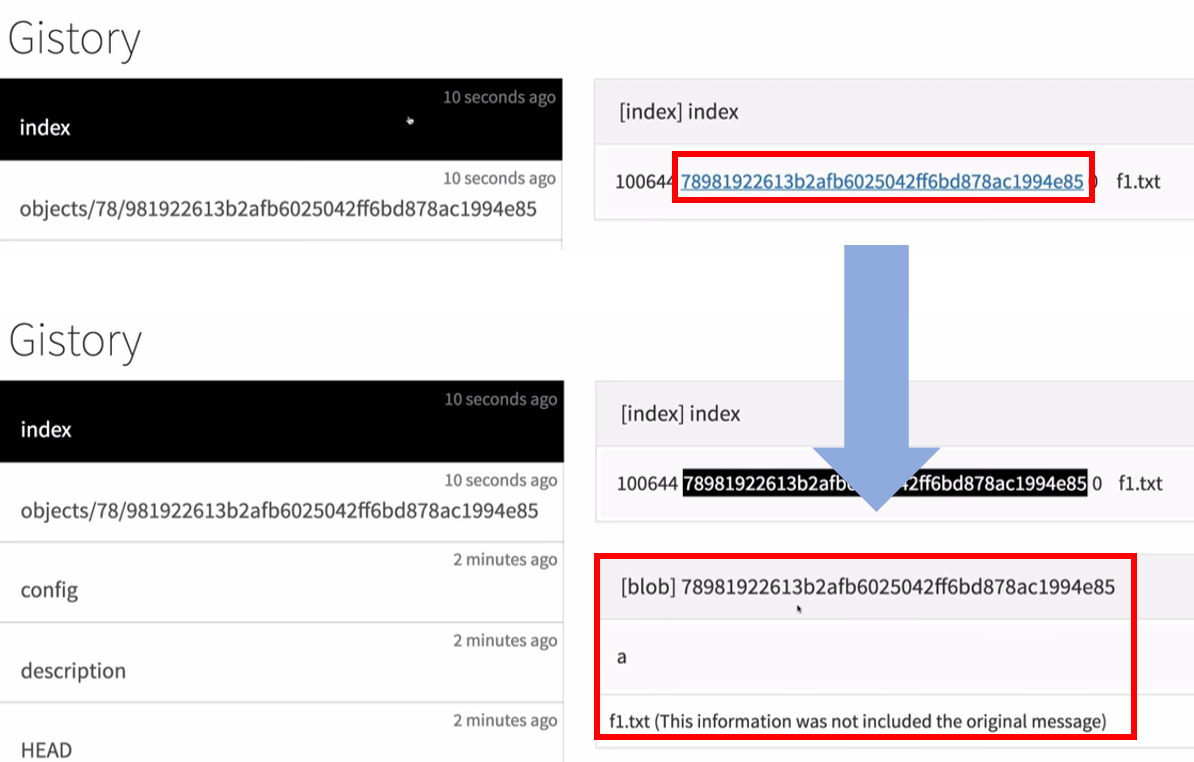 Gistory
10 seconds ago
index
10 seconds ago
objects/78/981922613b2afb6025042ff6bd878ac1994e85
[index] index
100644 78981922613b2afb6025042ff6bd878ac1994e85 0 f1.txt
Gistory
10 seconds ago
index
10 seconds ago
objects/78/981922613b2afb6025042ff6bd878ac1994e85
2 minutes ago
config
2 minutes ago
description
2 minutes ago
HEAD
[index] index
100644 78981922613b2afb6025042ff6bd878ac1994e85 0 f1.txt
[blob] 78981922613b2afb6025042ff6bd878ac1994e85
a
f1.txt (This information was not included the original message)